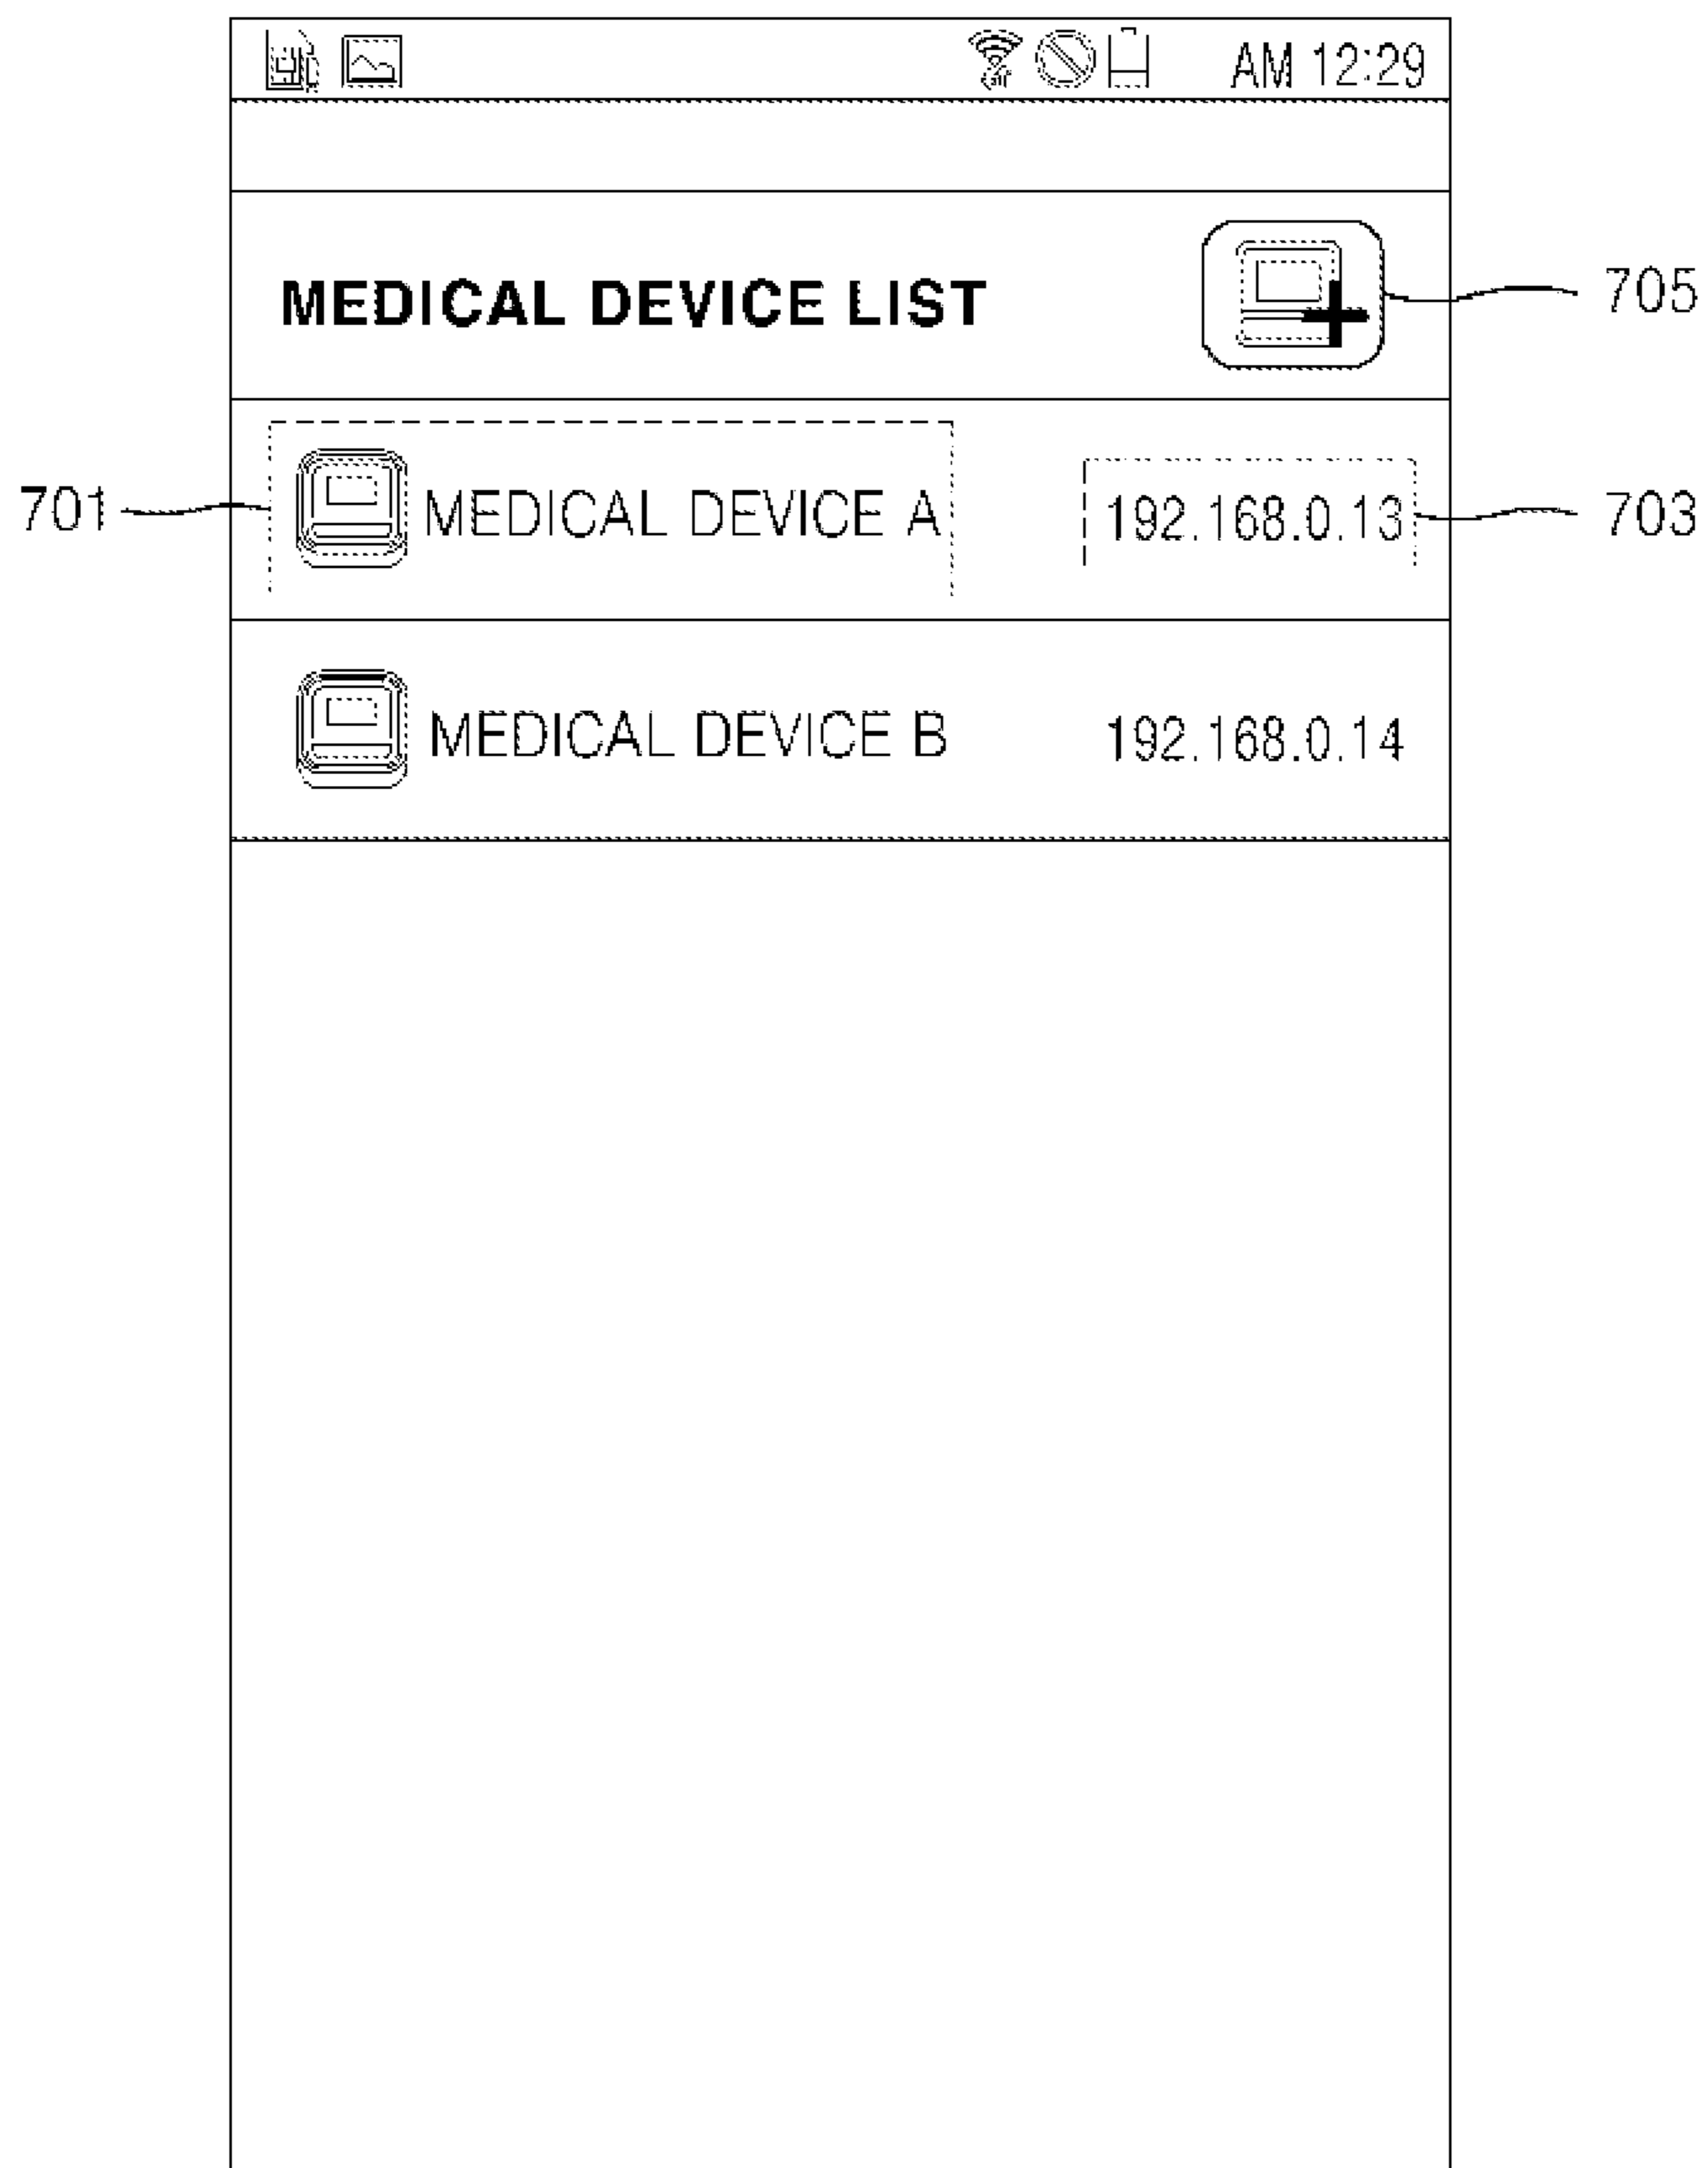 AM 12:29
MEDICAL DEVICE LIST
705
701
MEDICAL DEVICE A
192.168.0.13
703
MEDICAL DEVICE B
192.168.0.14